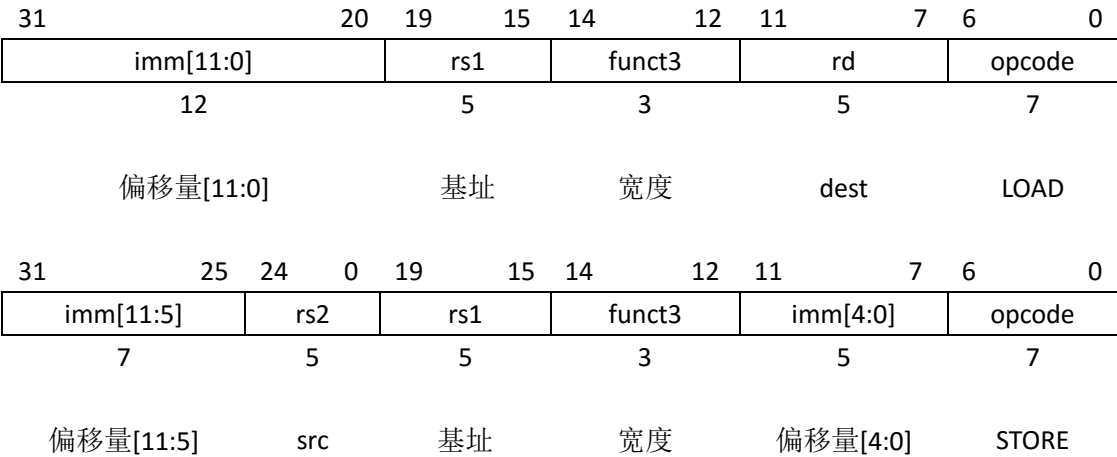 31 20 19 15 14 12 11 7 6 0
imm[11:0] rs1 funct3 rd opcode
12 5 3 5 7
偏移量[11:0] 基址 宽度 dest LOAD
31 25 24 0 19 15 14 12 11 7 6 0
imm[11:5] rs2 rs1 funct3 imm[4:0] opcode
7 5 5 3 5 7
偏移量[11:5] src 基址 宽度 偏移量[4:0] STORE